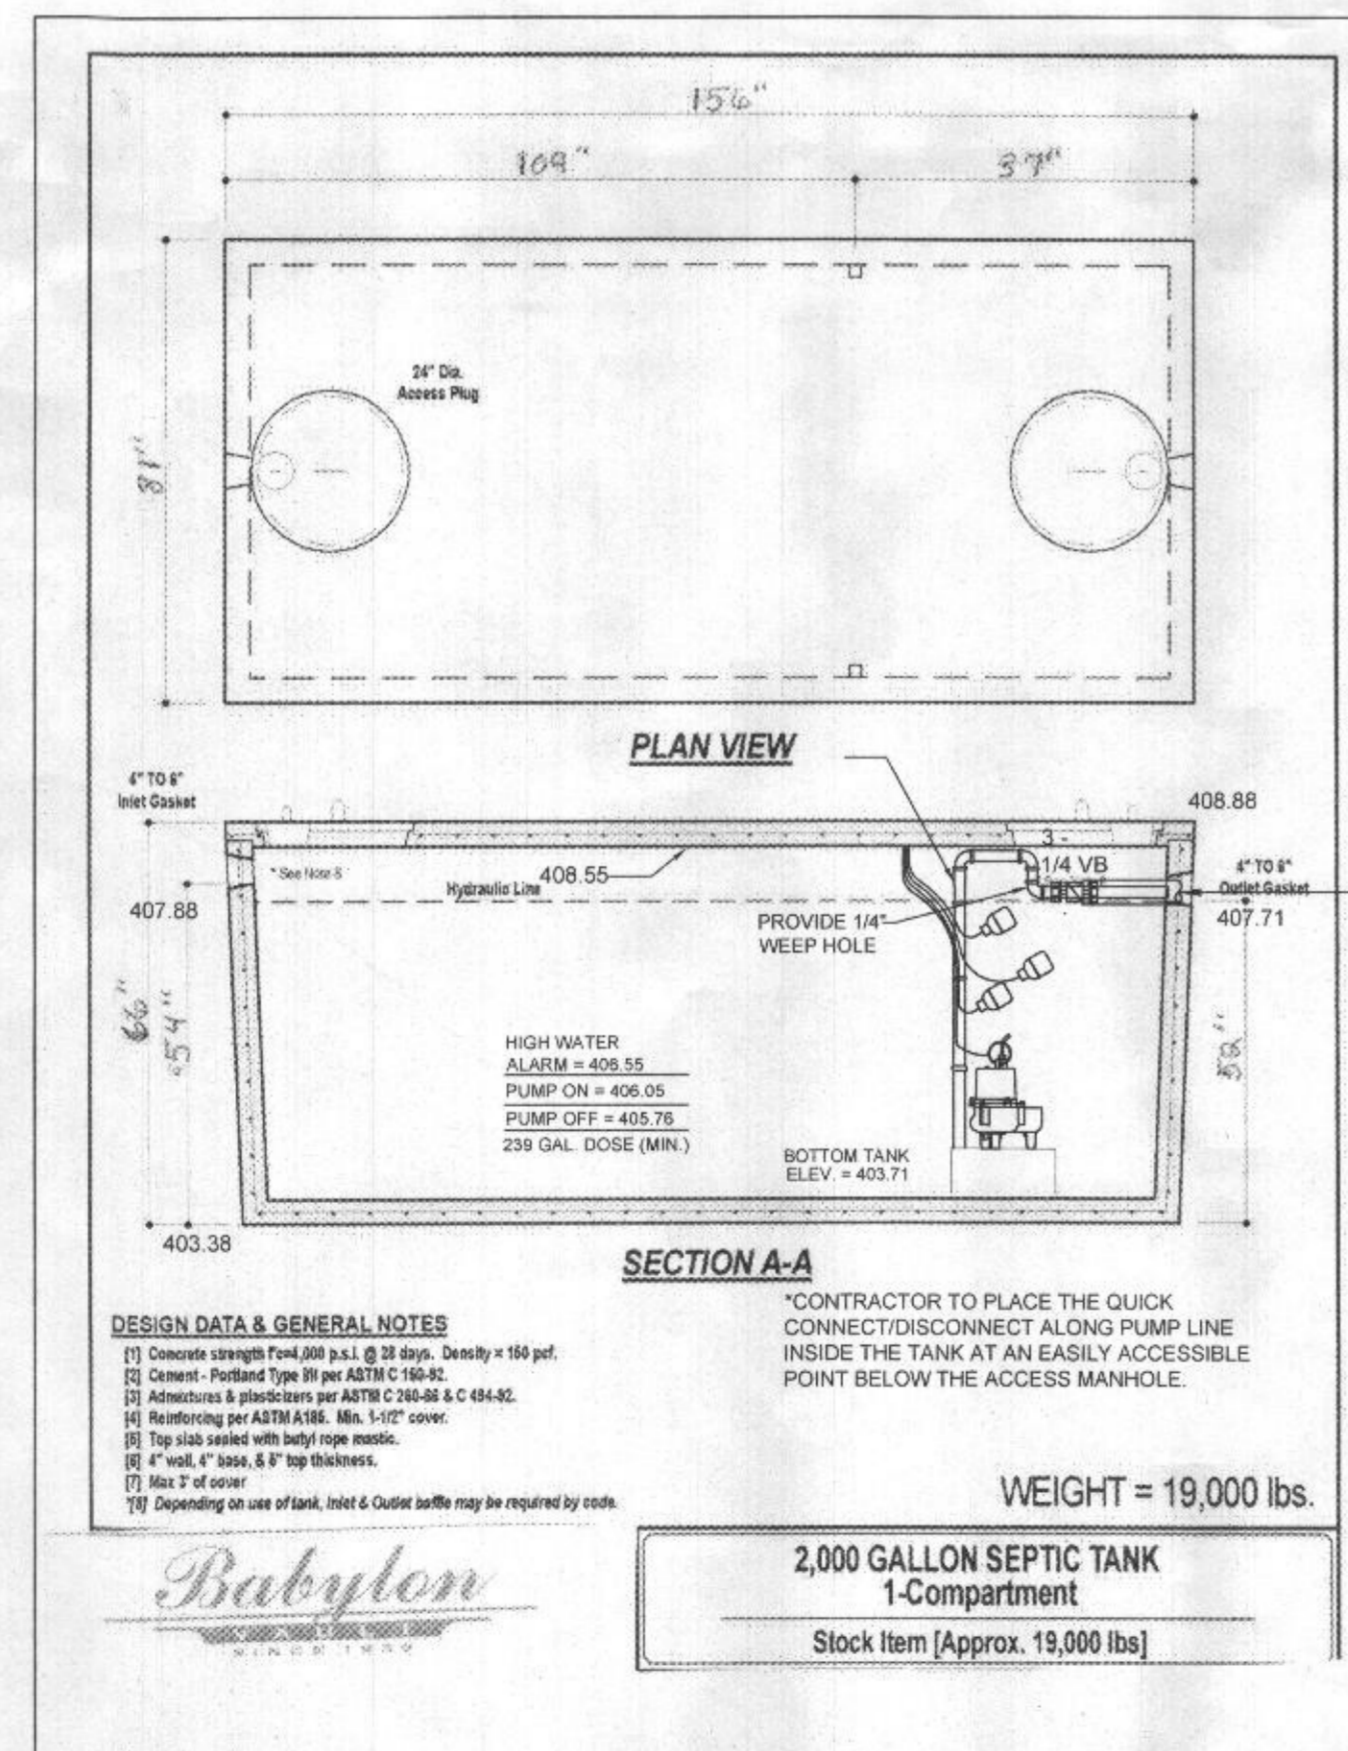 156"
109"
37"
24" Dia.
Access Plug
81"
PLAN VIEW
4" TO 6"
Inlet Gasket
408.88
3 -
1/4 VB
* See Note 8
Hydraulic Line
408.55
4" TO 6"
Outlet Gasket
407.88
407.71
PROVIDE 1/4"
WEEP HOLE
66"
54"
58"
HIGH WATER
ALARM = 406.55
PUMP ON = 406.05
PUMP OFF = 405.76
239 GAL. DOSE (MIN.)
BOTTOM TANK
ELEV. = 403.71
403.38
SECTION A-A
*CONTRACTOR TO PLACE THE QUICK
CONNECT/DISCONNECT ALONG PUMP LINE
INSIDE THE TANK AT AN EASILY ACCESSIBLE
POINT BELOW THE ACCESS MANHOLE.
DESIGN DATA & GENERAL NOTES
[1] Concrete strength f'c=4,000 p.s.i. @ 28 days. Density = 150 pcf.
[2] Cement - Portland Type per ASTM C 150-92.
[3] Admixtures & plasticizers per ASTM C 260-86 & C 494-92.
[4] Reinforcing per ASTM A185. Min. 1-1/2" cover.
[5] Top slab sealed with butyl rope mastic.
[6] 4" wall, 4" base, & 5" top thickness.
[7] Max 3' of cover
*[8] Depending on use of tank, Inlet & Outlet baffle may be required by code.
WEIGHT = 19,000 lbs.
Babylon
VAULT
2,000 GALLON SEPTIC TANK
1-Compartment
Stock Item [Approx. 19,000 lbs]